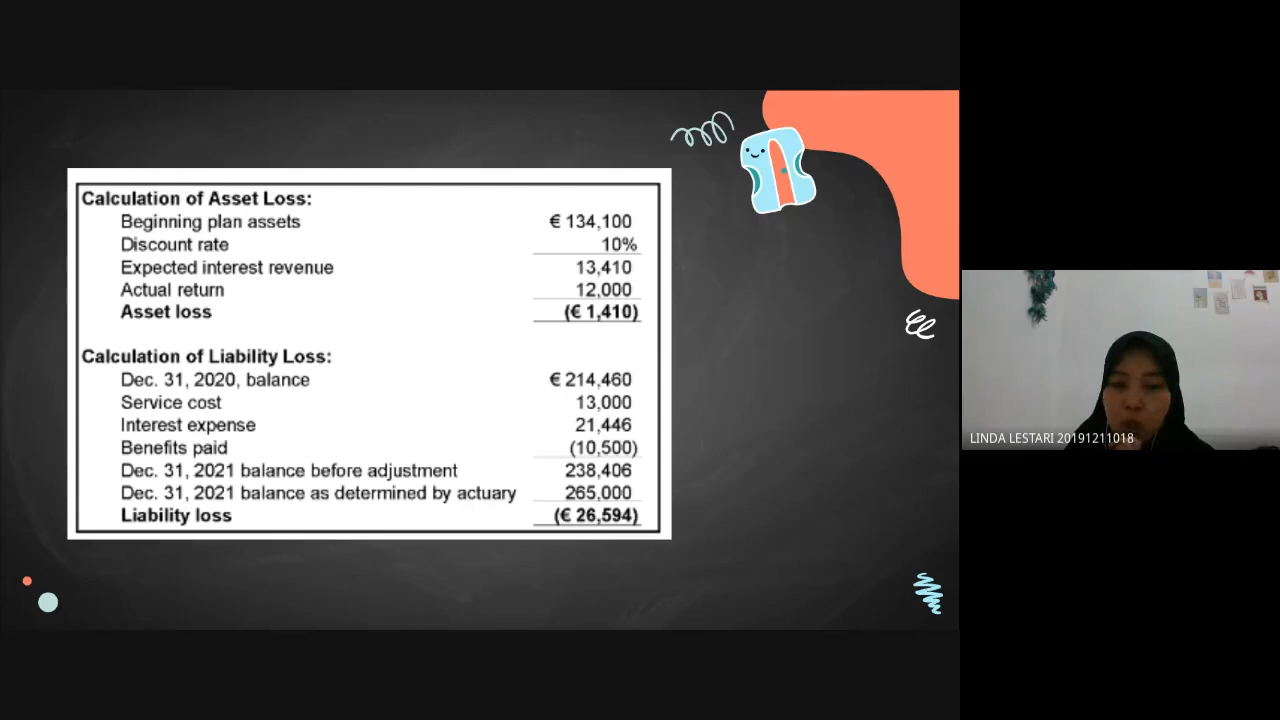 Calculation of Asset Loss:
Beginning plan assets € 134,100
Discount rate 10%
Expected interest revenue 13,410
Actual return 12,000
Asset loss (€ 1,410)
Calculation of Liability Loss:
Dec. 31, 2020, balance € 214,460
Service cost 13,000
Interest expense 21,446
Benefits paid (10,500)
Dec. 31, 2021 balance before adjustment 238,406
Dec. 31, 2021 balance as determined by actuary 265,000
Liability loss (€ 26,594)
LINDA LESTARI 20191211018